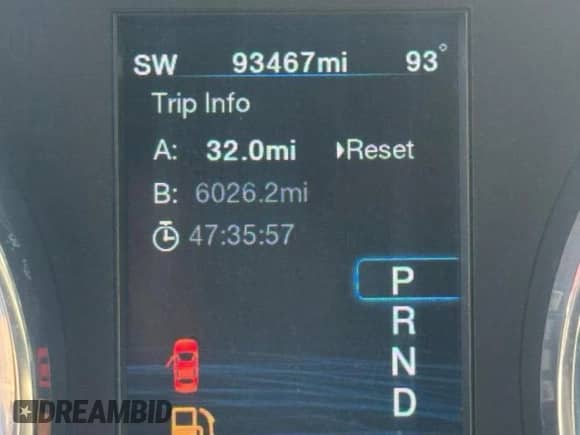 SW 93467mi 93°
Trip Info
A: 32.0mi Reset
B: 6026.2mi
47:35:57
P
R
N
D
DREAMBID